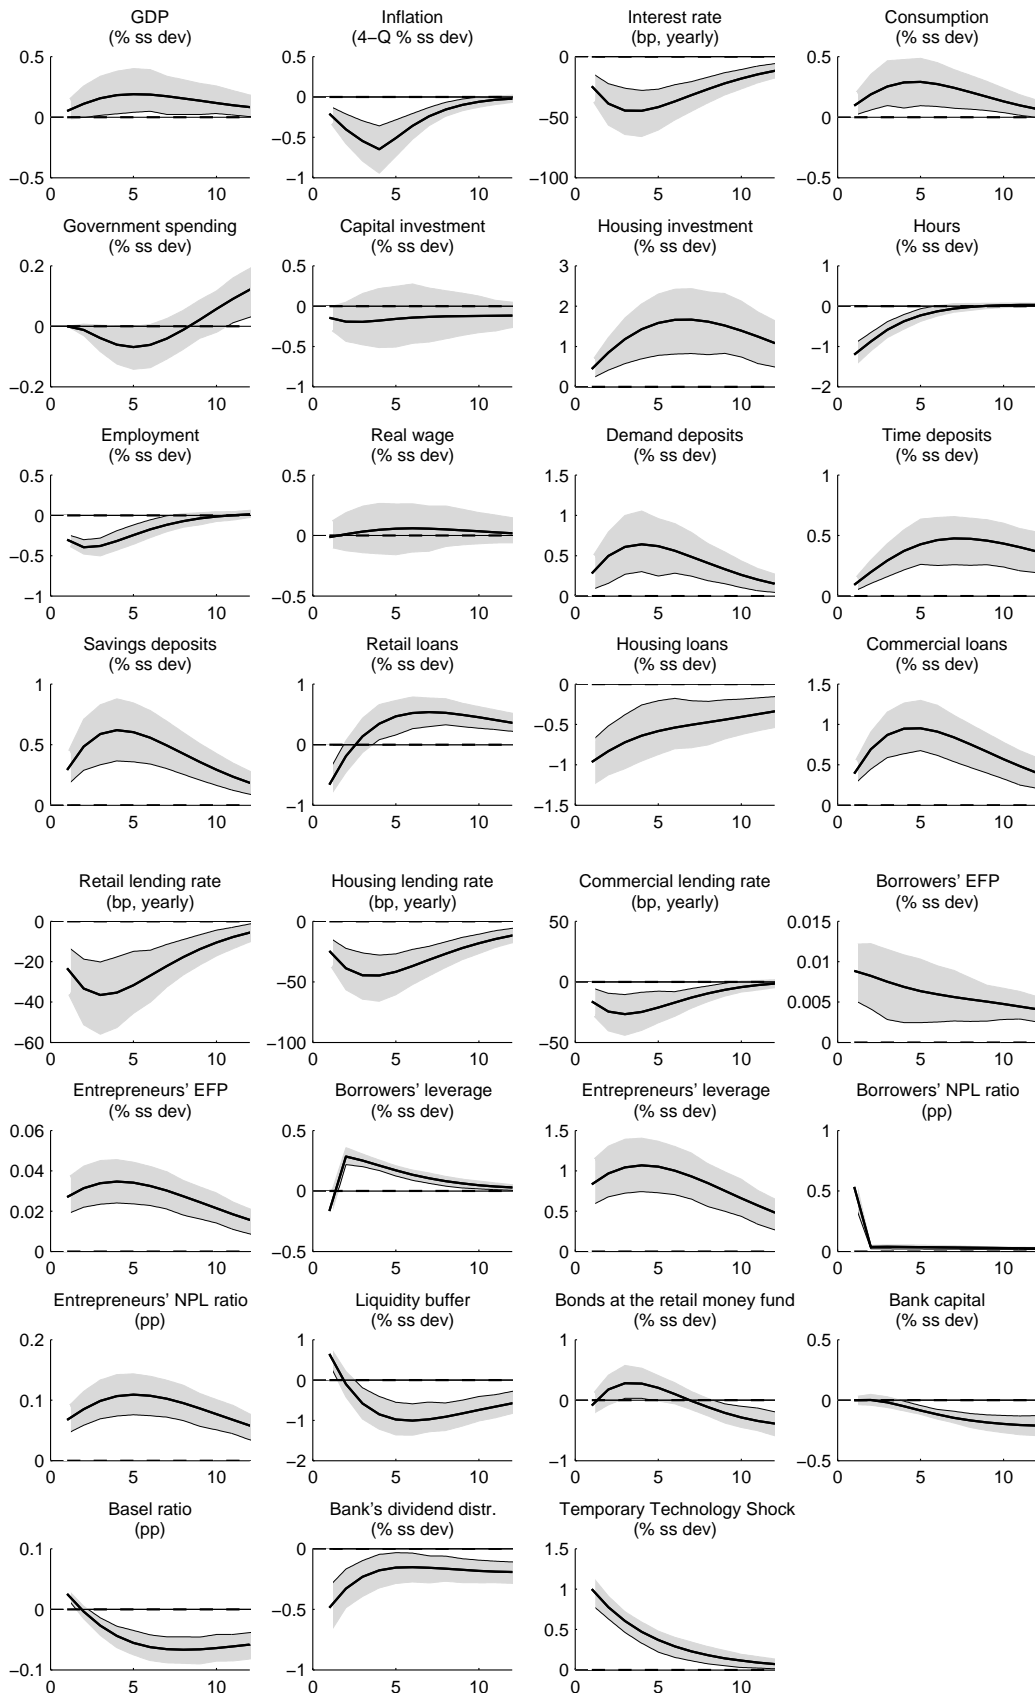 GDP
(% ss dev)
0.5
0
−0.5
0 5 10
Inflation
(4−Q % ss dev)
0.5
0
−0.5
−1
0 5 10
Interest rate
(bp, yearly)
0
−50
−100
0 5 10
Consumption
(% ss dev)
0.5
0
−0.5
0 5 10
Government spending
(% ss dev)
0.2
0
−0.2
0 5 10
Capital investment
(% ss dev)
0.5
0
−0.5
−1
0 5 10
Housing investment
(% ss dev)
3
2
1
0
0 5 10
Hours
(% ss dev)
1
0
−1
−2
0 5 10
Employment
(% ss dev)
0.5
0
−0.5
−1
0 5 10
Real wage
(% ss dev)
0.5
0
−0.5
0 5 10
Demand deposits
(% ss dev)
1.5
1
0.5
0
0 5 10
Time deposits
(% ss dev)
1
0.5
0
0 5 10
Savings deposits
(% ss dev)
1
0.5
0
0 5 10
Retail loans
(% ss dev)
1
0
−1
0 5 10
Housing loans
(% ss dev)
0
−0.5
−1
−1.5
0 5 10
Commercial loans
(% ss dev)
1.5
1
0.5
0
0 5 10
Retail lending rate
(bp, yearly)
0
−20
−40
−60
0 5 10
Housing lending rate
(bp, yearly)
0
−50
−100
0 5 10
Commercial lending rate
(bp, yearly)
50
0
−50
0 5 10
Borrowers' EFP
(% ss dev)
0.015
0.01
0.005
0
0 5 10
Entrepreneurs' EFP
(% ss dev)
0.06
0.04
0.02
0
0 5 10
Borrowers' leverage
(% ss dev)
0.5
0
−0.5
0 5 10
Entrepreneurs' leverage
(% ss dev)
1.5
1
0.5
0
0 5 10
Borrowers' NPL ratio
(pp)
1
0.5
0
0 5 10
Entrepreneurs' NPL ratio
(pp)
0.2
0.1
0
0 5 10
Liquidity buffer
(% ss dev)
1
0
−1
−2
0 5 10
Bonds at the retail money fund
(% ss dev)
1
0
−1
0 5 10
Bank capital
(% ss dev)
0.5
0
−0.5
0 5 10
Basel ratio
(pp)
0.1
0
−0.1
0 5 10
Bank's dividend distr.
(% ss dev)
0
−0.5
−1
0 5 10
Temporary Technology Shock
(% ss dev)
1.5
1
0.5
0
0 5 10